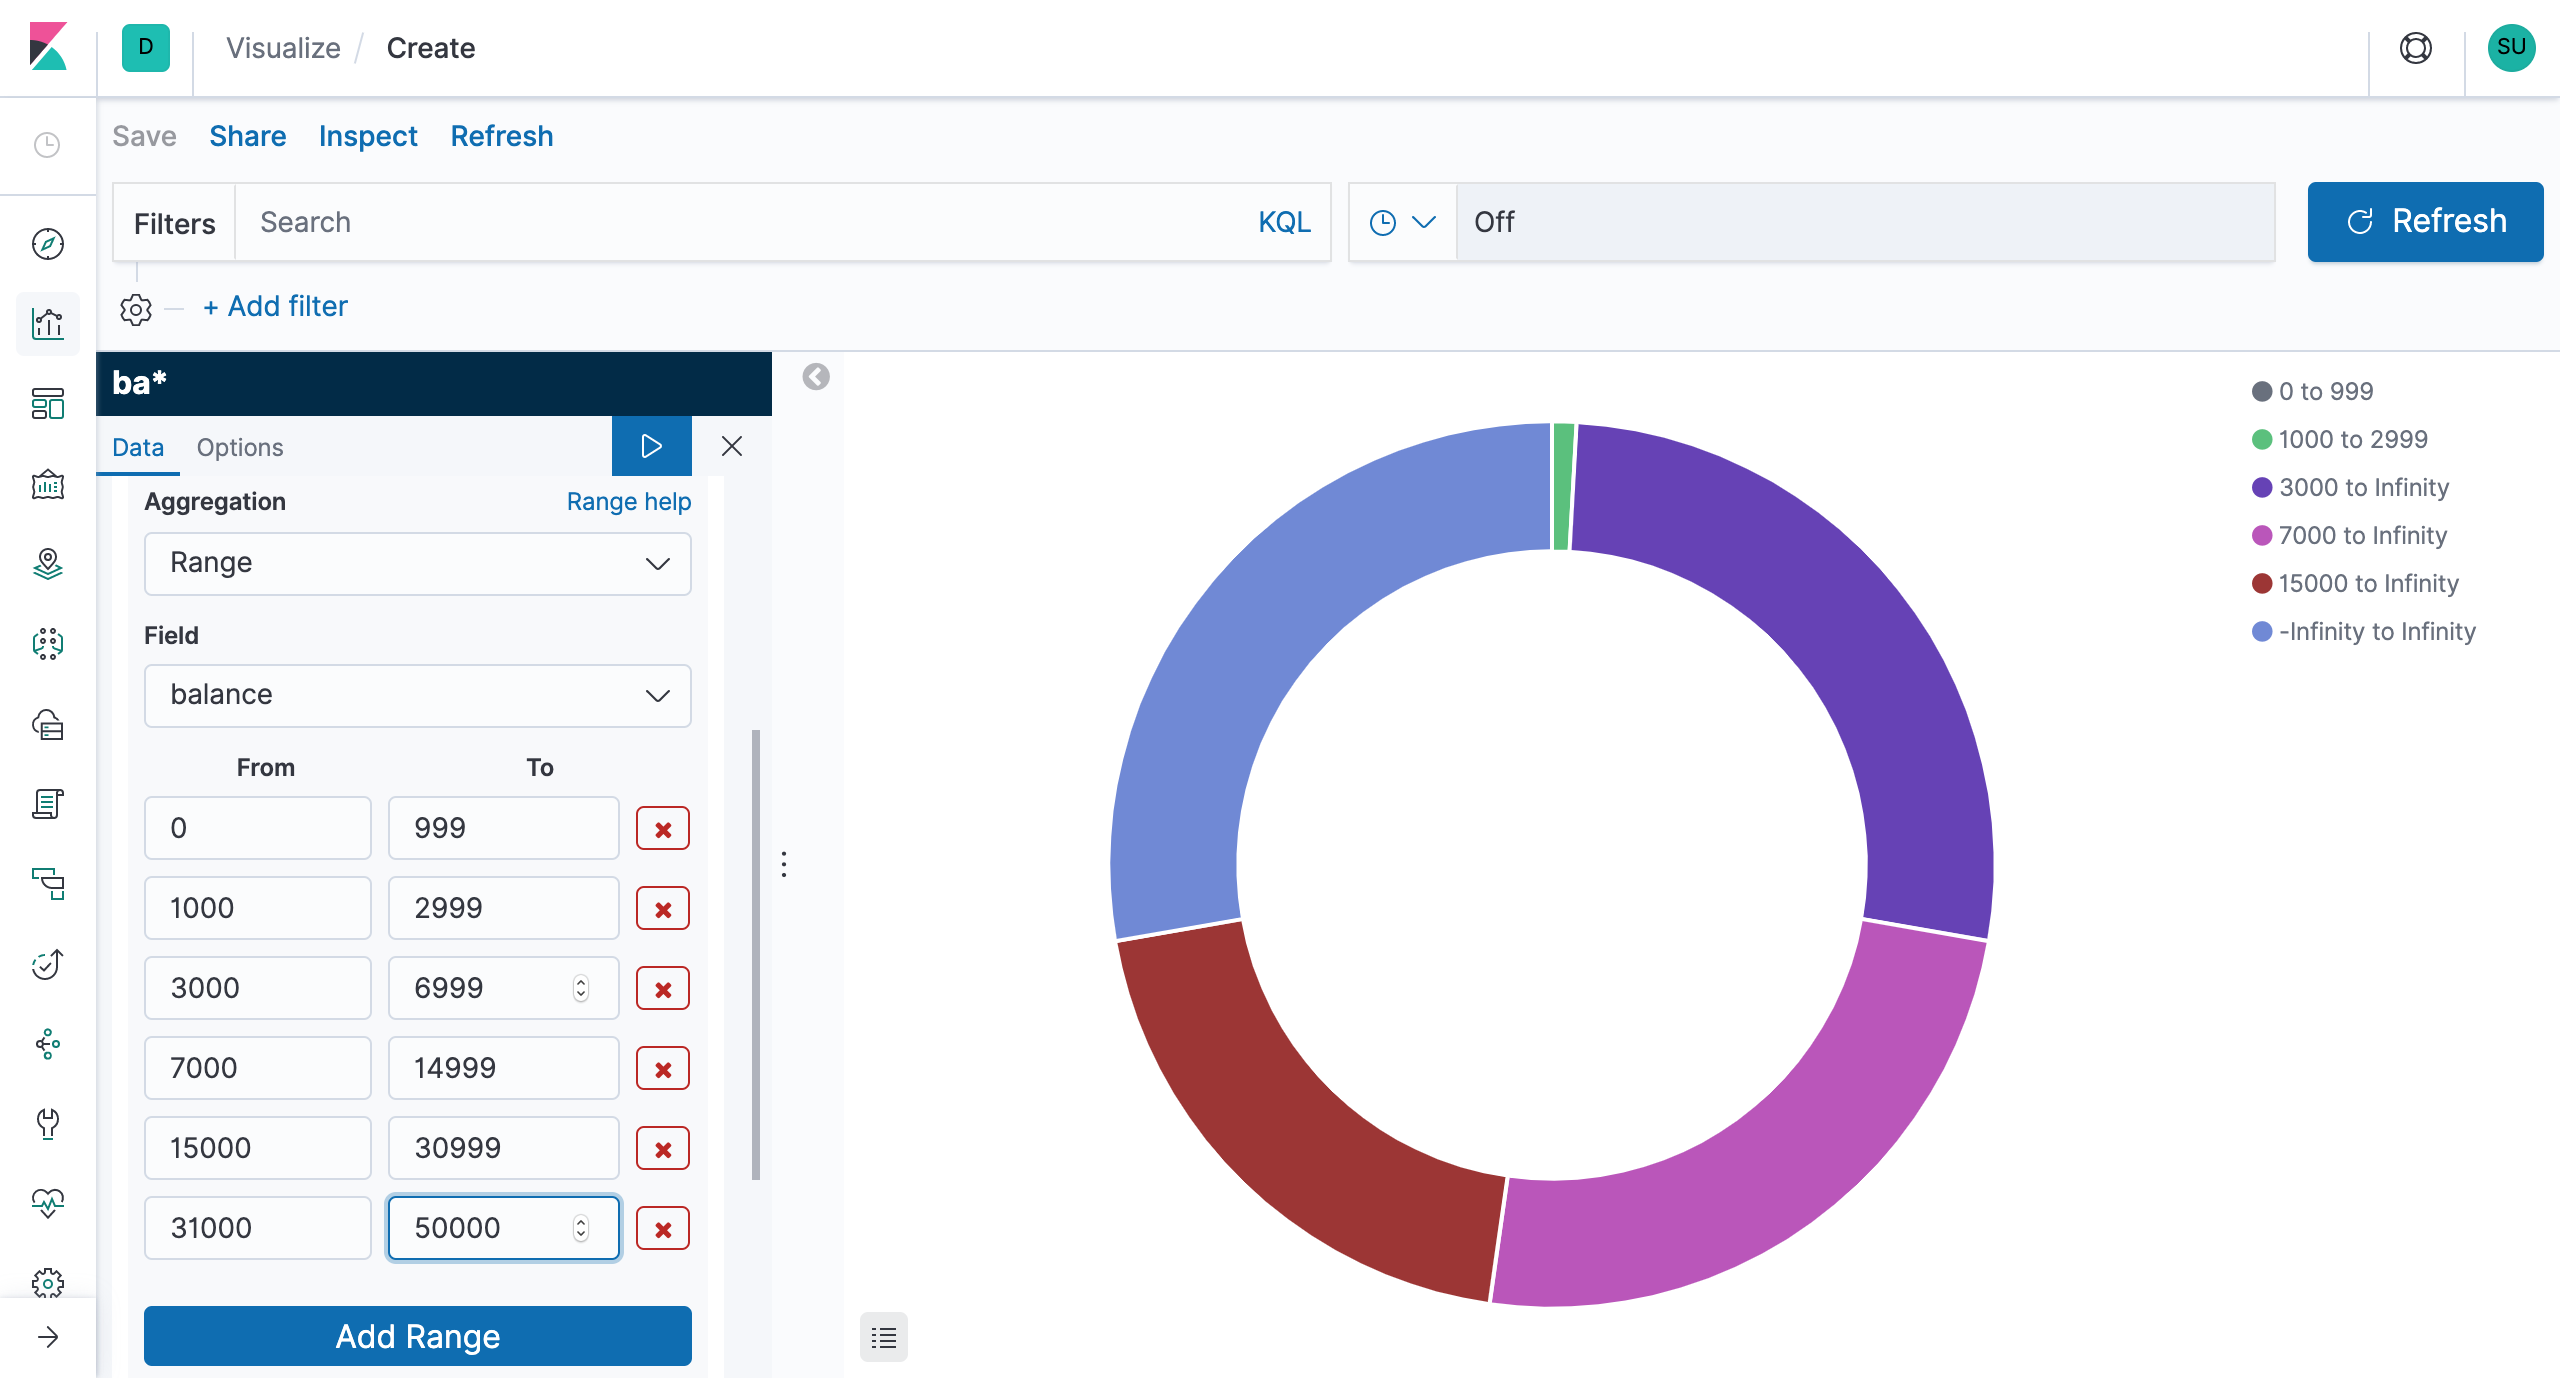 D
Visualize / Create
SU
Save Share Inspect Refresh
Filters Search KQL
Off
Refresh
+ Add filter
ba*
Data Options
Aggregation Range help
Range
Field
balance
From To
0 999
1000 2999
3000 6999
7000 14999
15000 30999
31000 50000
Add Range
0 to 999
1000 to 2999
3000 to Infinity
7000 to Infinity
15000 to Infinity
-Infinity to Infinity